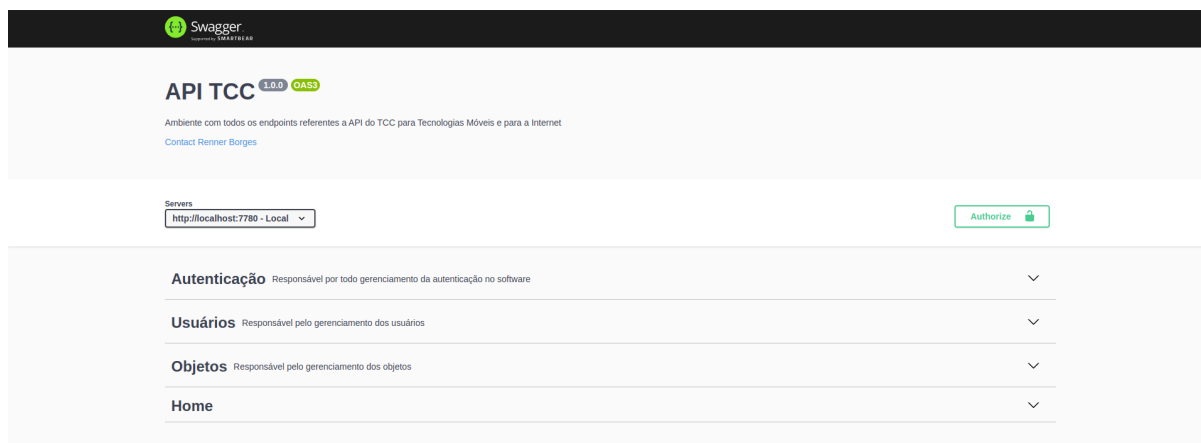 Swagger.
Supported by SMARTBEAR
API TCC 1.0.0 OAS3
Ambiente com todos os endpoints referentes a API do TCC para Tecnologias Móveis e para a Internet
Contact Renner Borges
Servers
http://localhost:7780 - Local
Authorize
Autenticação Responsável por todo gerenciamento da autenticação no software
Usuários Responsável pelo gerenciamento dos usuários
Objetos Responsável pelo gerenciamento dos objetos
Home